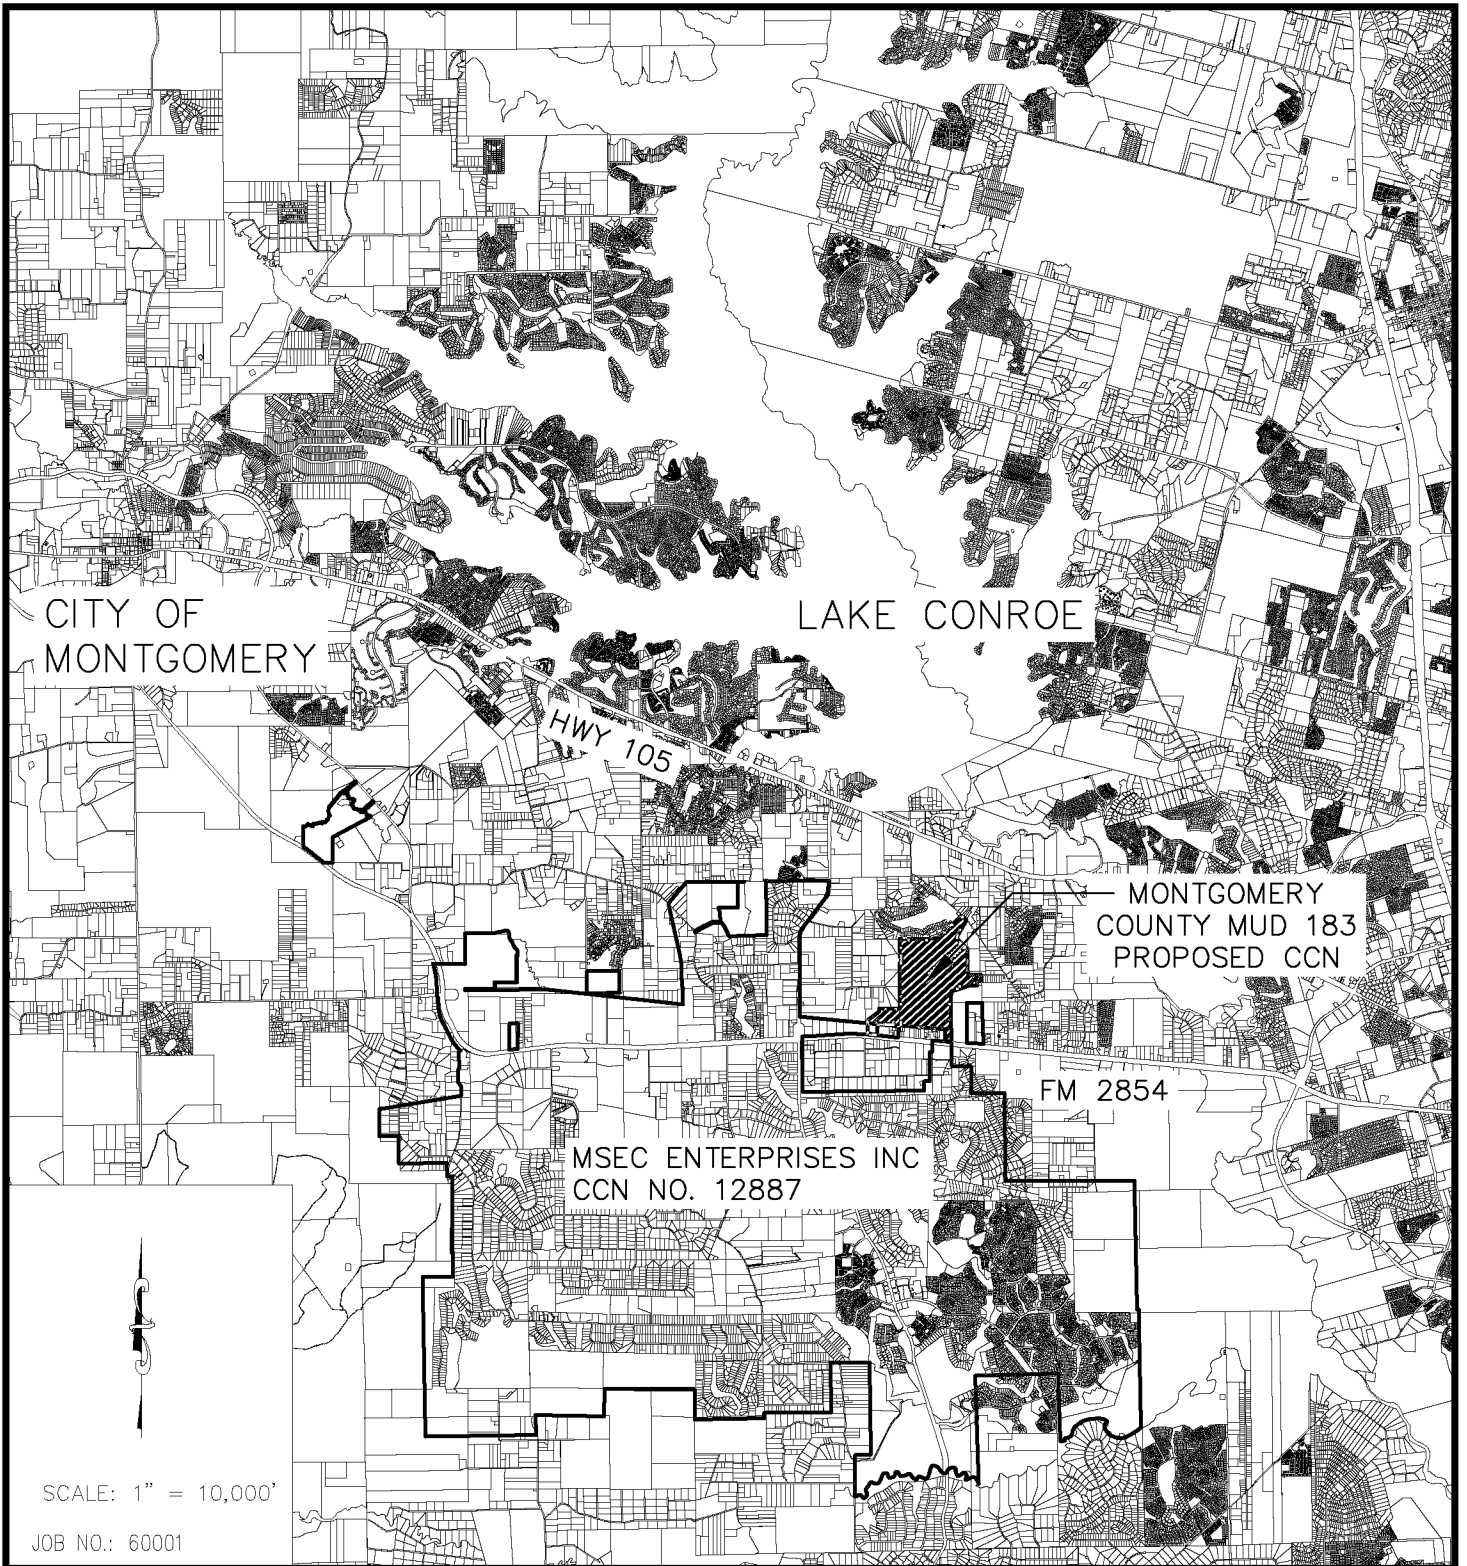 CITY OF
MONTGOMERY
LAKE CONROE
HWY 105
MONTGOMERY
COUNTY MUD 183
PROPOSED CCN
FM 2854
MSEC ENTERPRISES INC
CCN NO. 12887
SCALE: 1" = 10,000'
JOB NO.: 60001